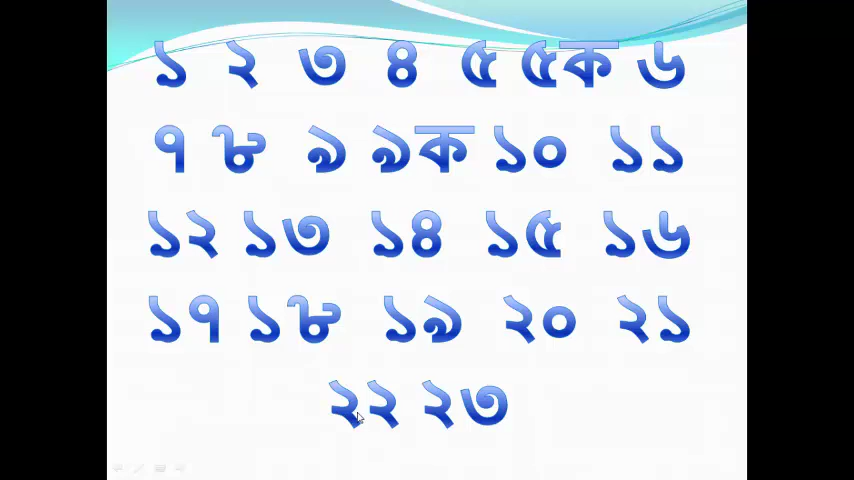 ১ ২ ৩ ৪ ৫ ৫ক ৬
৭ ৮ ৯ ৯ক ১০ ১১
১২ ১৩ ১৪ ১৫ ১৬
১৭ ১৮ ১৯ ২০ ২১
২২ ২৩